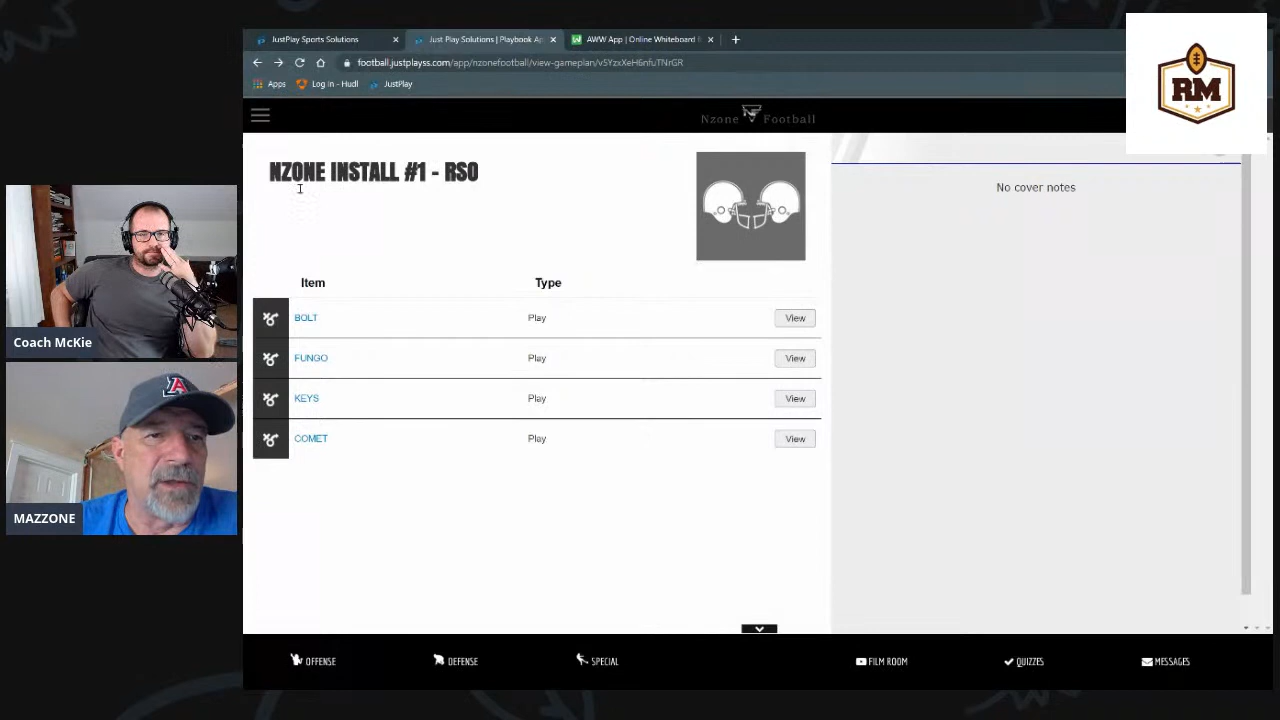 JustPlay Sports Solutions
Just Play Solutions | Playbook Ap
AWW App | Online Whiteboard
football.justplayss.com/app/nzonefootball/view-gameplan/v5YzxXeH6nfuTNrGR
Apps
Log In - Hudl
JustPlay
RM
Nzone Football
NZONE INSTALL #1 - RSO
No cover notes
Item Type
BOLT Play View
FUNGO Play View
KEYS Play View
COMET Play View
Coach McKie
A
MAZZONE
OFFENSE
DEFENSE
SPECIAL
FILM ROOM
QUIZZES
MESSAGES